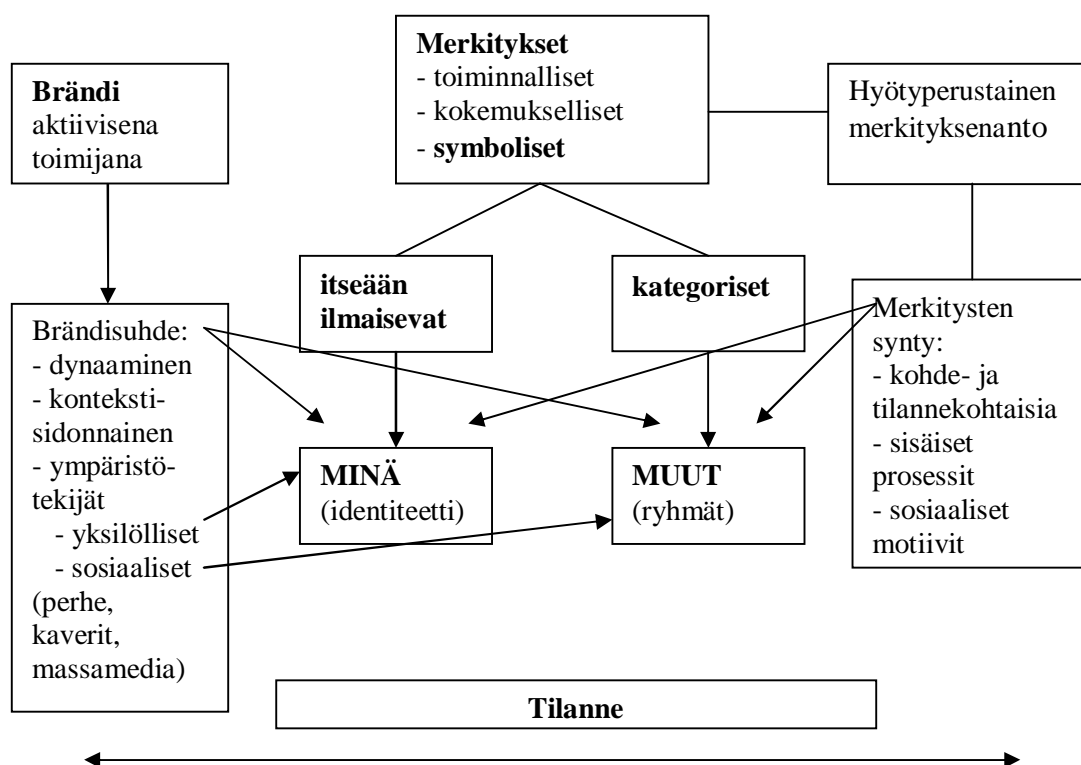 Brändi
aktiivisena
toimijana
Merkitykset
- toiminnalliset
- kokemukselliset
- symboliset
Hyötyperustainen
merkityksenanto
itseään
ilmaisevat
kategoriset
Brändisuhde:
- dynaaminen
- konteksti-
sidonnainen
- ympäristö-
tekijät
- yksilölliset
- sosiaaliset
(perhe,
kaverit,
massamedia)
MINÄ
(identiteetti)
MUUT
(ryhmät)
Merkitysten
synty:
- kohde- ja
tilannekohtaisia
- sisäiset
prosessit
- sosiaaliset
motiivit
Tilanne